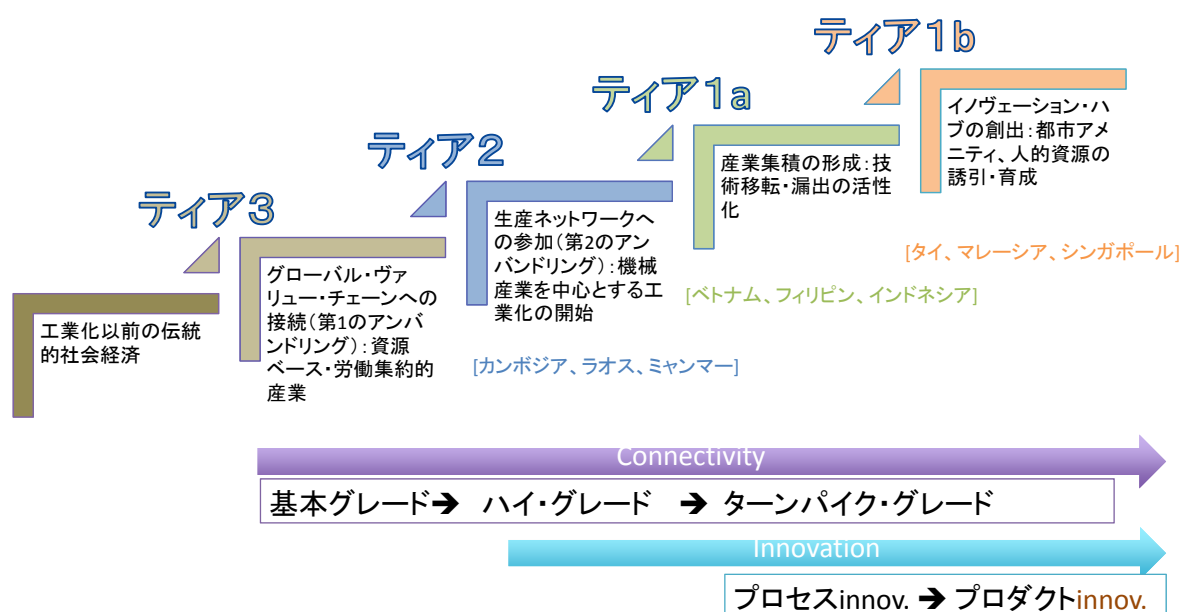 ティア1b
ティア1a
ティア2
ティア3
イノヴェーション・ハ
ブの創出：都市アメ
ニティ、人的資源の
誘引・育成
産業集積の形成：技
術移転・漏出の活性
化
生産ネットワークへ
の参加（第2のアン
バンドリング）：機械
産業を中心とする工
業化の開始
グローバル・ヴァ
リュー・チェーンへの
接続（第1のアンバ
ンドリング）：資源
ベース・労働集約的
産業
工業化以前の伝統
的社会経済
[タイ、マレーシア、シンガポール]
[ベトナム、フィリピン、インドネシア]
[カンボジア、ラオス、ミャンマー]
Connectivity
基本グレード➔ ハイ・グレード ➔ ターンパイク・グレード
Innovation
プロセスinnov. ➔ プロダクトinnov.